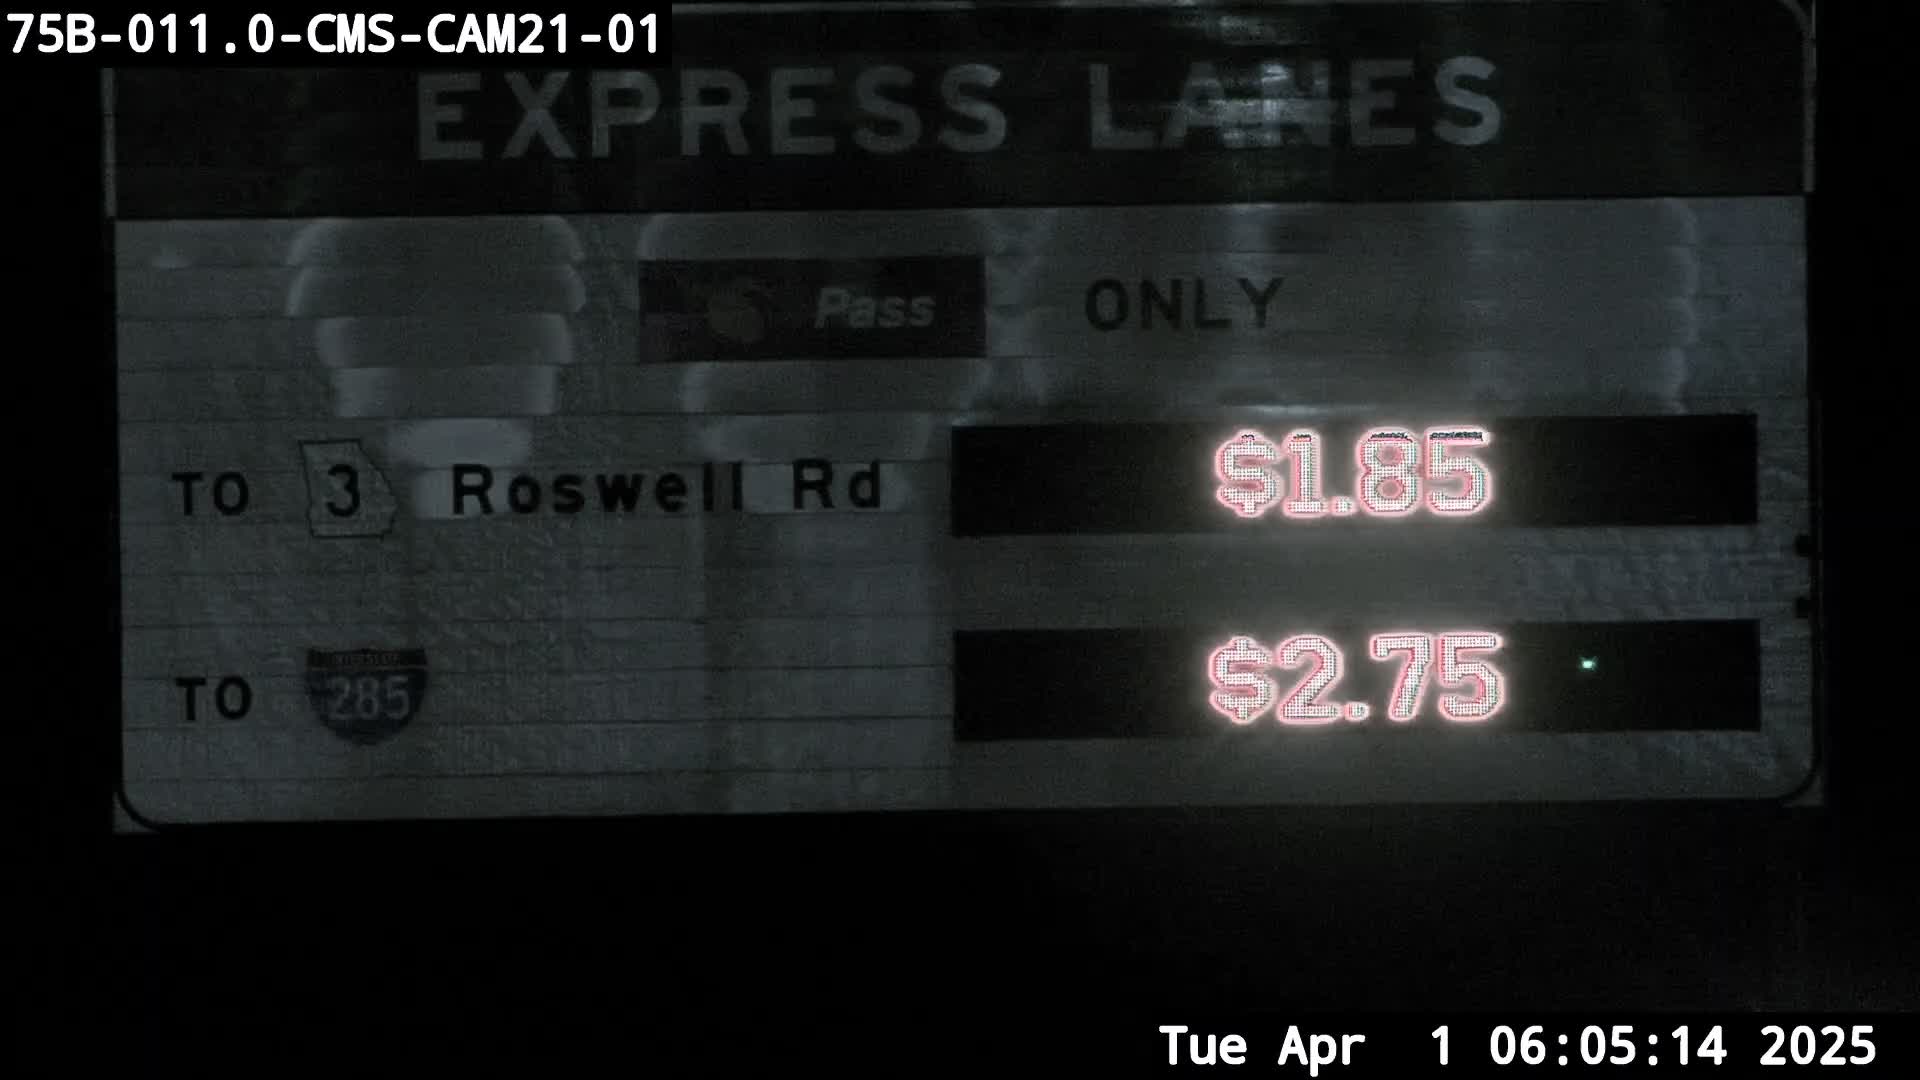 75B-011.0-CMS-CAM21-01
EXPRESS LANES
Pass ONLY
TO 3 Roswell Rd $1.85
TO INTERSTATE 285 $2.75
Tue Apr 1 06:05:14 2025